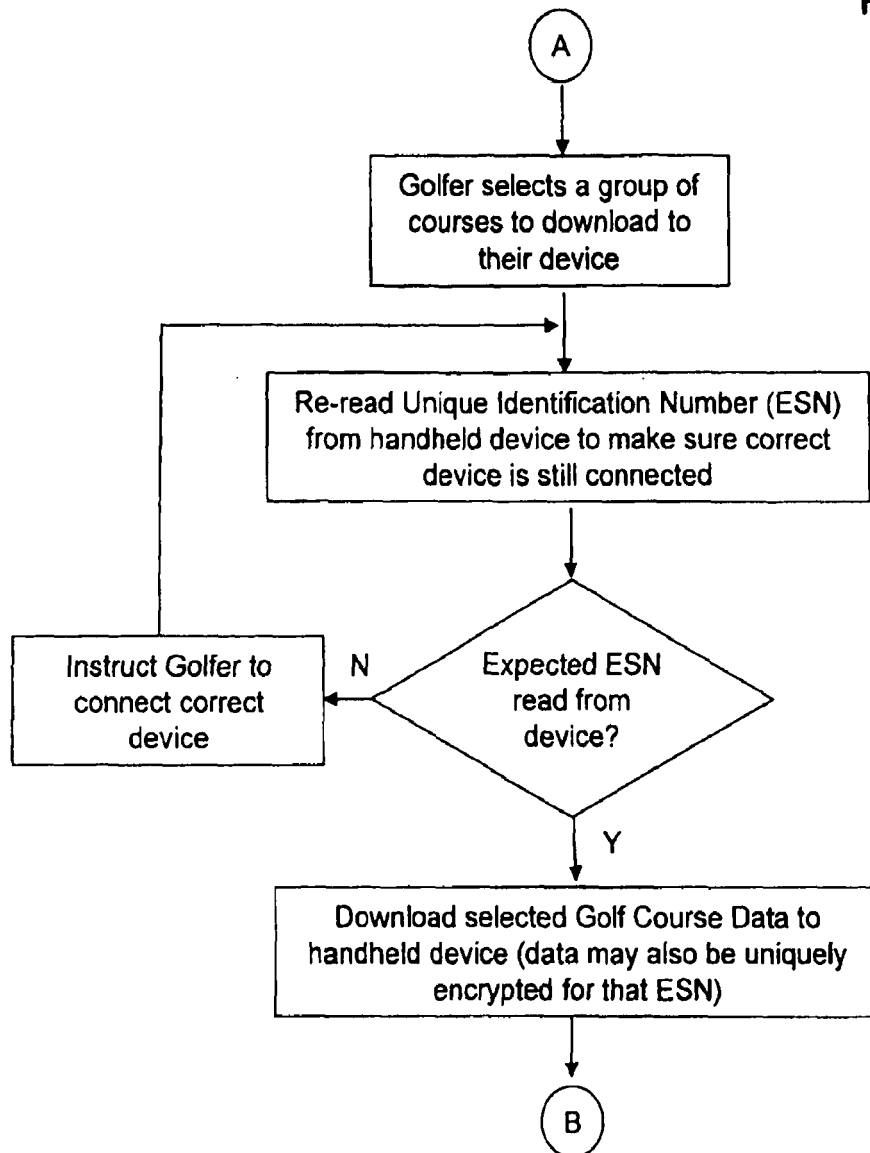 A
Golfer selects a group of
courses to download to
their device
Re-read Unique Identification Number (ESN)
from handheld device to make sure correct
device is still connected
Expected ESN
read from
device?
N
Instruct Golfer to
connect correct
device
Y
Download selected Golf Course Data to
handheld device (data may also be uniquely
encrypted for that ESN)
B